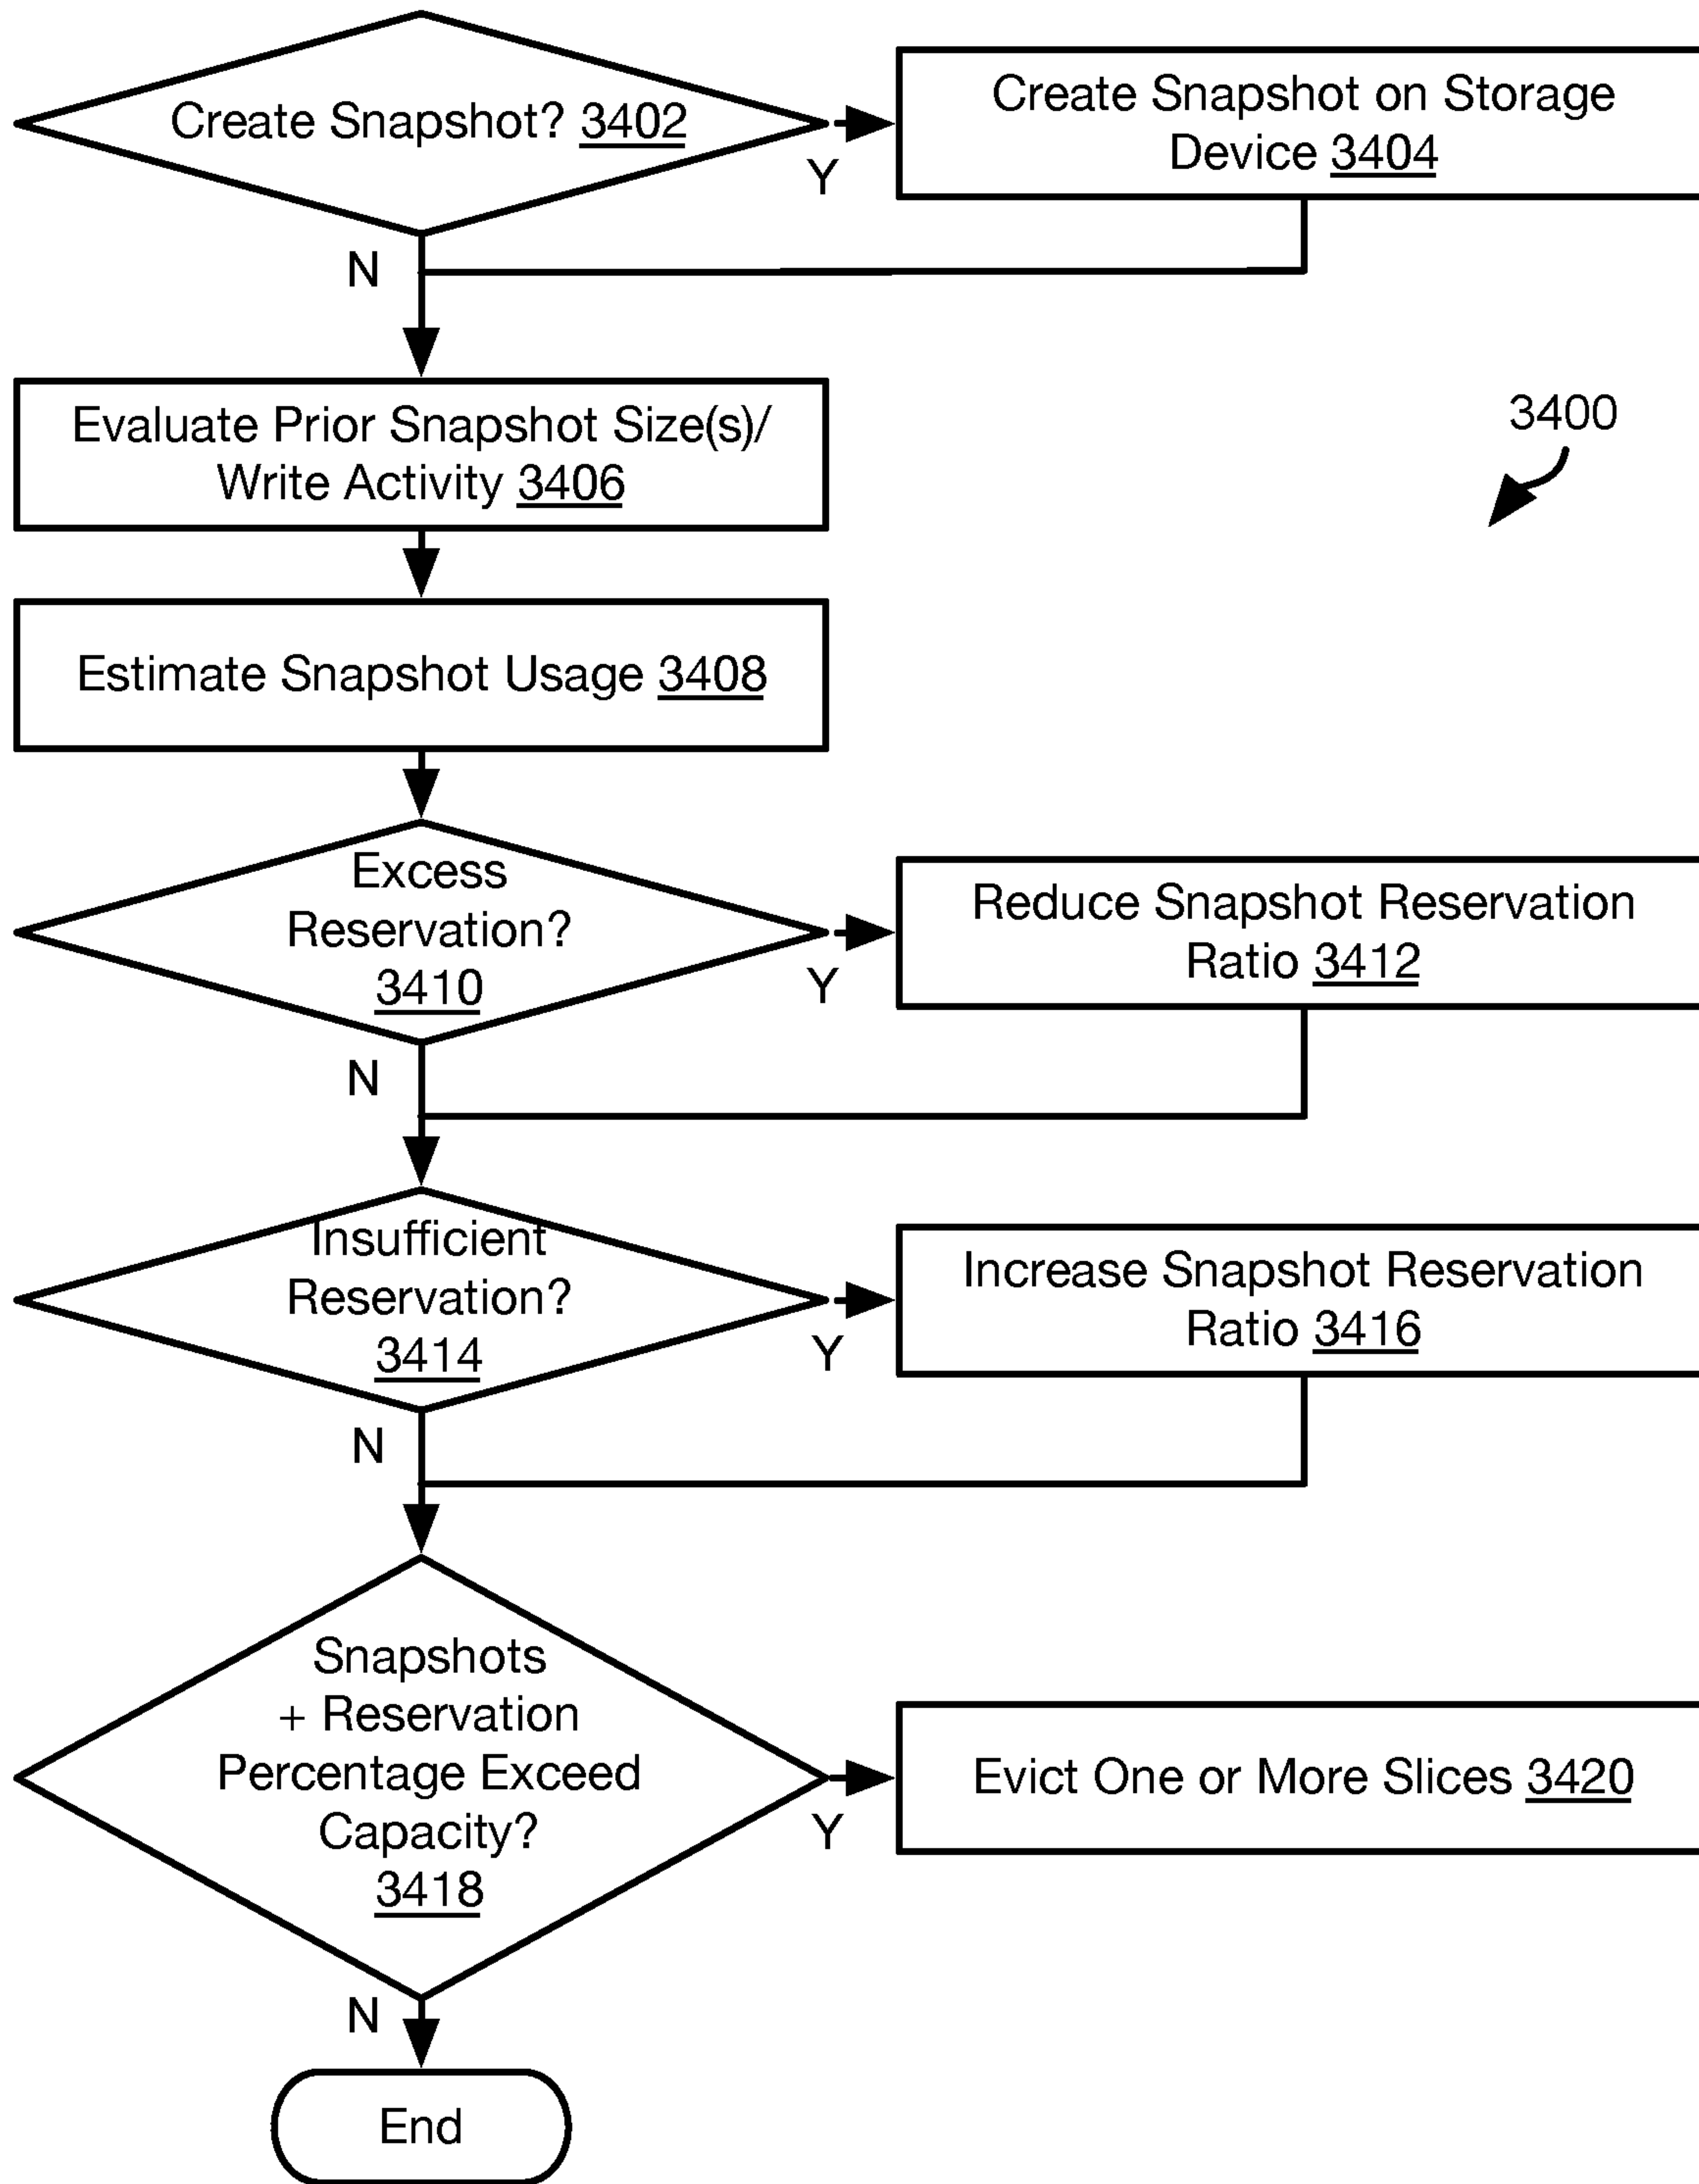 Create Snapshot? 3402
Y
Create Snapshot on Storage
Device 3404
N
Evaluate Prior Snapshot Size(s)/
Write Activity 3406
3400
Estimate Snapshot Usage 3408
Excess
Reservation?
3410
Y
Reduce Snapshot Reservation
Ratio 3412
N
Insufficient
Reservation?
3414
Y
Increase Snapshot Reservation
Ratio 3416
N
Snapshots
+ Reservation
Percentage Exceed
Capacity?
3418
Y
Evict One or More Slices 3420
N
End